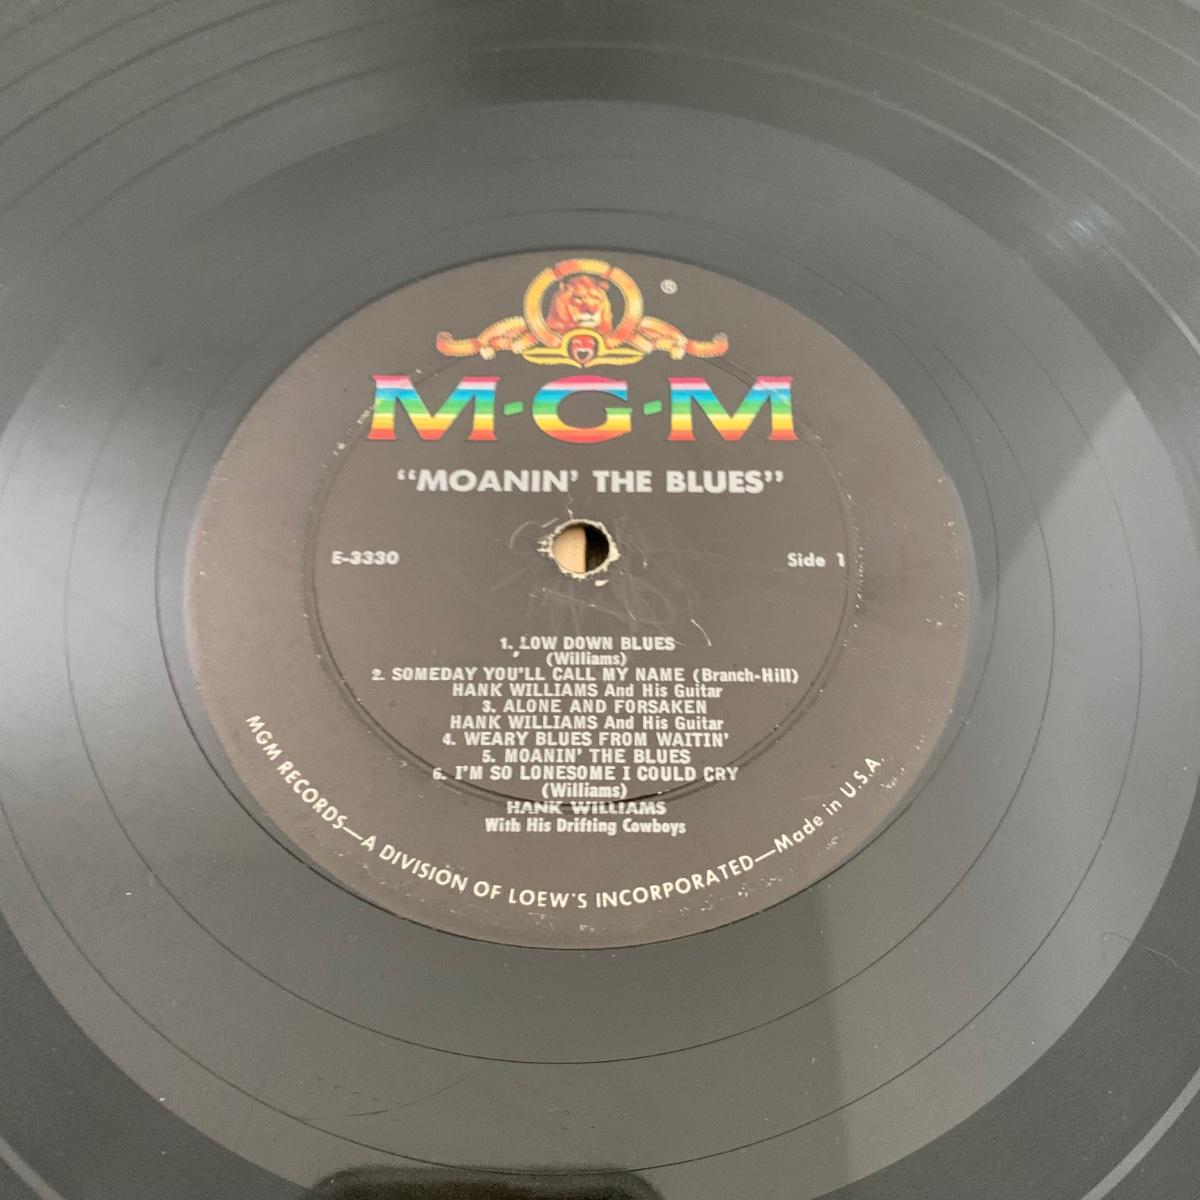 ®
M-G-M
“MOANIN’ THE BLUES”
E-3330
Side 1
1. LOW DOWN BLUES
(Williams)
2. SOMEDAY YOU’LL CALL MY NAME (Branch-Hill)
HANK WILLIAMS And His Guitar
3. ALONE AND FORSAKEN
HANK WILLIAMS And His Guitar
4. WEARY BLUES FROM WAITIN’
5. MOANIN’ THE BLUES
6. I’M SO LONESOME I COULD CRY
(Williams)
HANK WILLIAMS
With His Drifting Cowboys
MGM RECORDS—A DIVISION OF LOEW'S INCORPORATED—Made in U.S.A.